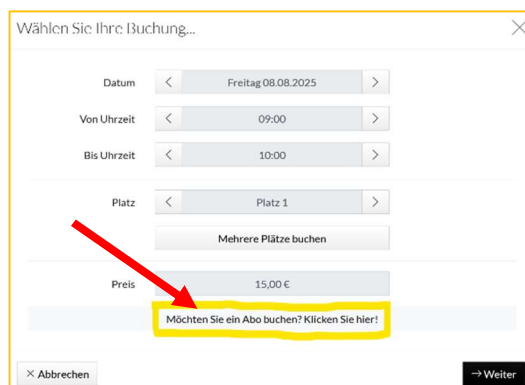 Wählen Sie Ihre Buchung...
Datum
Freitag 08.08.2025
Von Uhrzeit
09:00
Bis Uhrzeit
10:00
Platz
Platz 1
Mehrere Plätze buchen
Preis
15,00 €
Möchten Sie ein Abo buchen? Klicken Sie hier!
× Abbrechen
→ Weiter